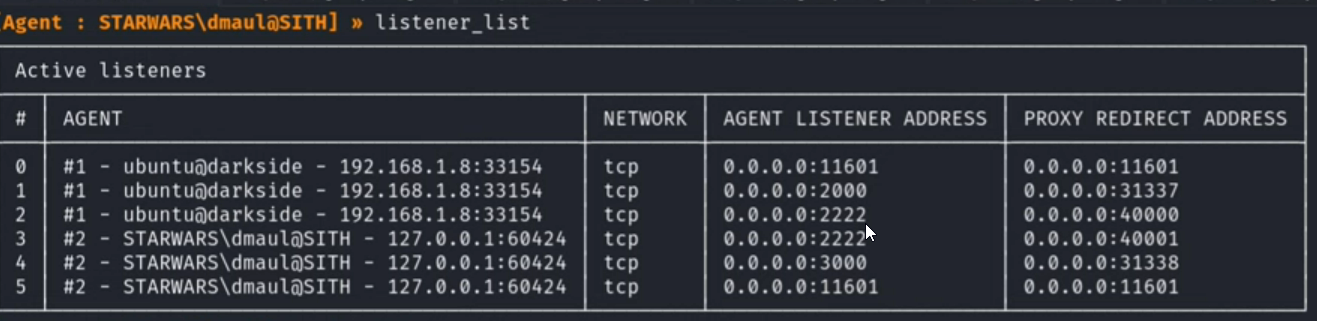 [Agent : STARWARS\dmaul@SITH] » listener_list
Active listeners
# AGENT NETWORK AGENT LISTENER ADDRESS PROXY REDIRECT ADDRESS
0 #1 - ubuntu@darkside - 192.168.1.8:33154 tcp 0.0.0.0:11601 0.0.0.0:11601
1 #1 - ubuntu@darkside - 192.168.1.8:33154 tcp 0.0.0.0:2000 0.0.0.0:31337
2 #1 - ubuntu@darkside - 192.168.1.8:33154 tcp 0.0.0.0:2222 0.0.0.0:40000
3 #2 - STARWARS\dmaul@SITH - 127.0.0.1:60424 tcp 0.0.0.0:2222 0.0.0.0:40001
4 #2 - STARWARS\dmaul@SITH - 127.0.0.1:60424 tcp 0.0.0.0:3000 0.0.0.0:31338
5 #2 - STARWARS\dmaul@SITH - 127.0.0.1:60424 tcp 0.0.0.0:11601 0.0.0.0:11601